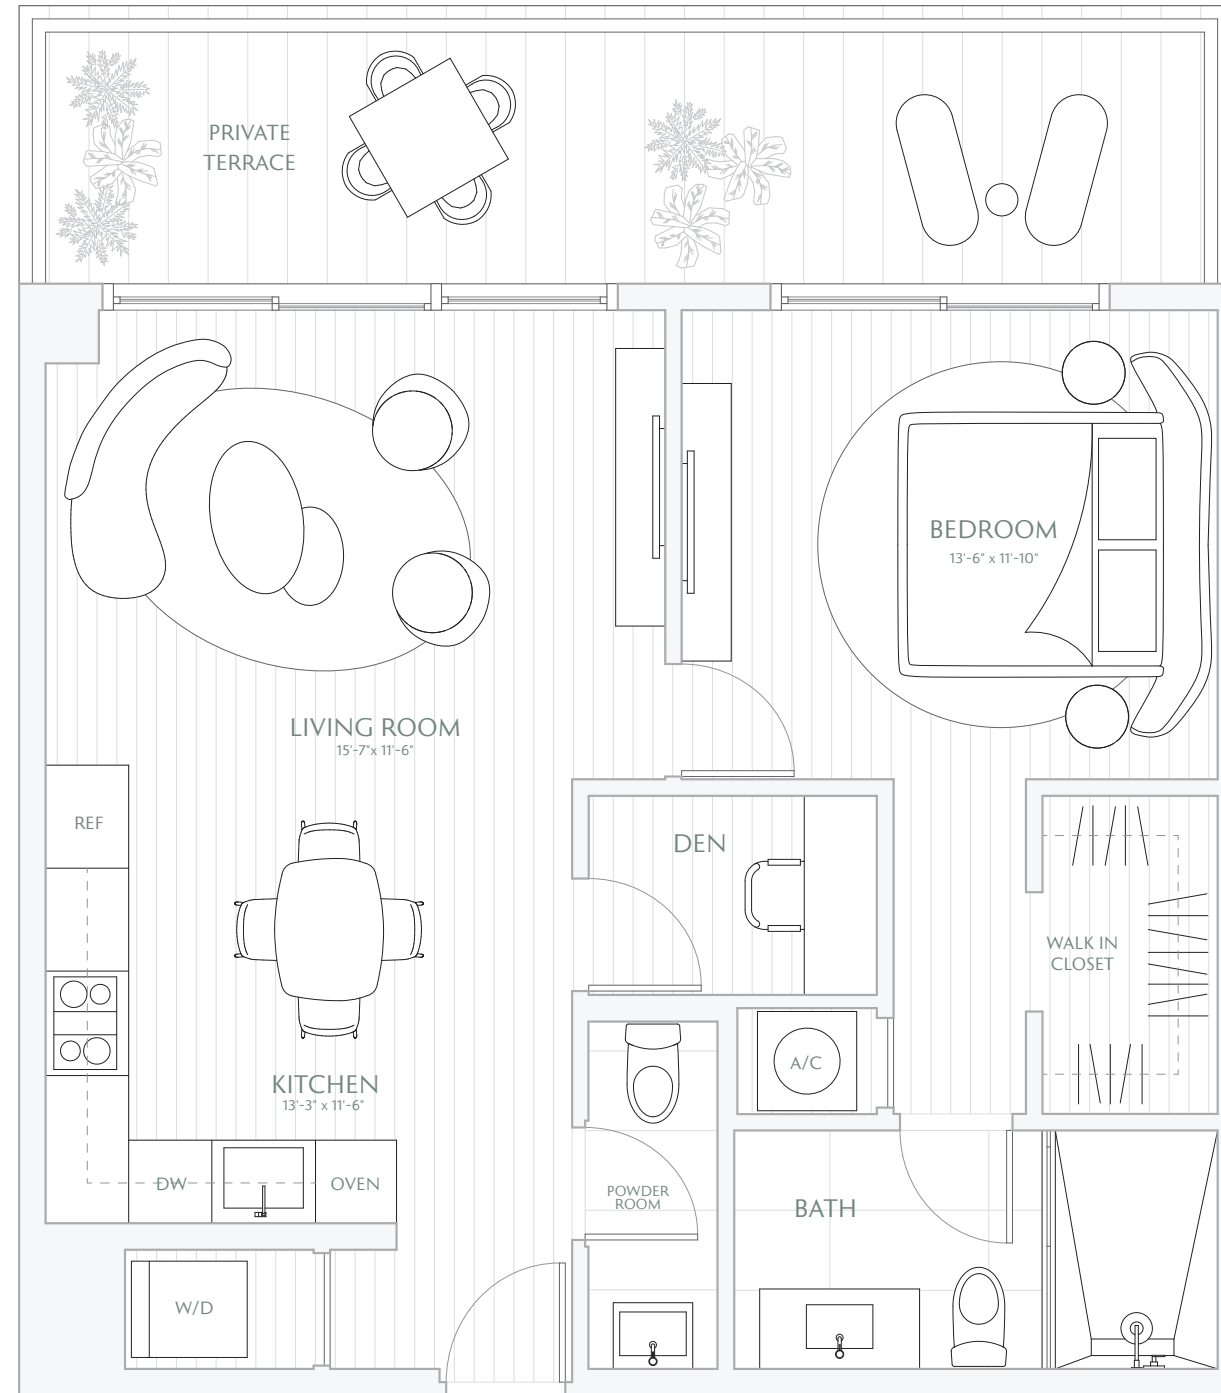 PRIVATE
TERRACE
BEDROOM
13'-6" x 11'-10"
LIVING ROOM
15'-7"x 11'-6"
REF
DEN
WALK IN
CLOSET
A/C
KITCHEN
13'-3" x 11'-6"
DW
OVEN
POWDER
ROOM
BATH
W/D